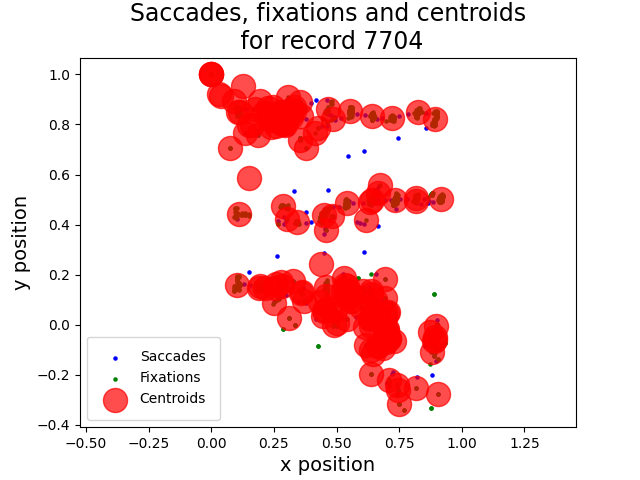 Saccades, fixations and centroids
for record 7704
y position
1.0
0.8
0.6
0.4
0.2
0.0
−0.2
−0.4
Saccades
Fixations
Centroids
−0.50
−0.25
0.00
0.25
0.50
0.75
1.00
1.25
x position